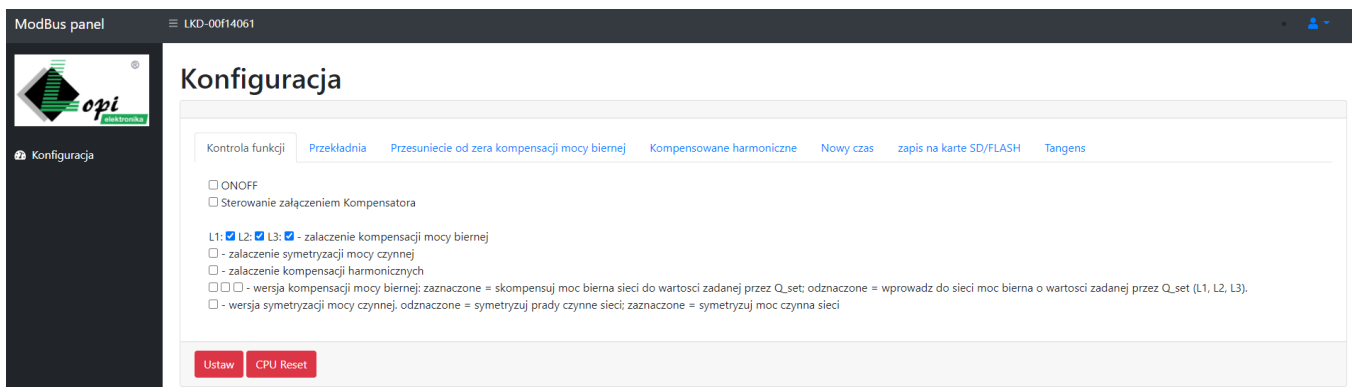 ModBus panel
☰ LKD-00f14061
®
opi
elektronika
Konfiguracja
Konfiguracja
Kontrola funkcji Przekładnia Przesuniecie od zera kompensacji mocy biernej Kompensowane harmoniczne Nowy czas zapis na karte SD/FLASH Tangens
ONOFF
Sterowanie załączeniem Kompensatora
L1: L2: L3: - zalaczenie kompensacji mocy biernej
- zalaczenie symetryzacji mocy czynnej
- zalaczenie kompensacji harmonicznych
- wersja kompensacji mocy biernej: zaznaczone = skompensuj moc bierna sieci do wartosci zadanej przez Q_set; odznaczone = wprowadz do sieci moc bierna o wartosci zadanej przez Q_set (L1, L2, L3).
- wersja symetryzacji mocy czynnej. odznaczone = symetryzuj prady czynne sieci; zaznaczone = symetryzuj moc czynna sieci
Ustaw CPU Reset